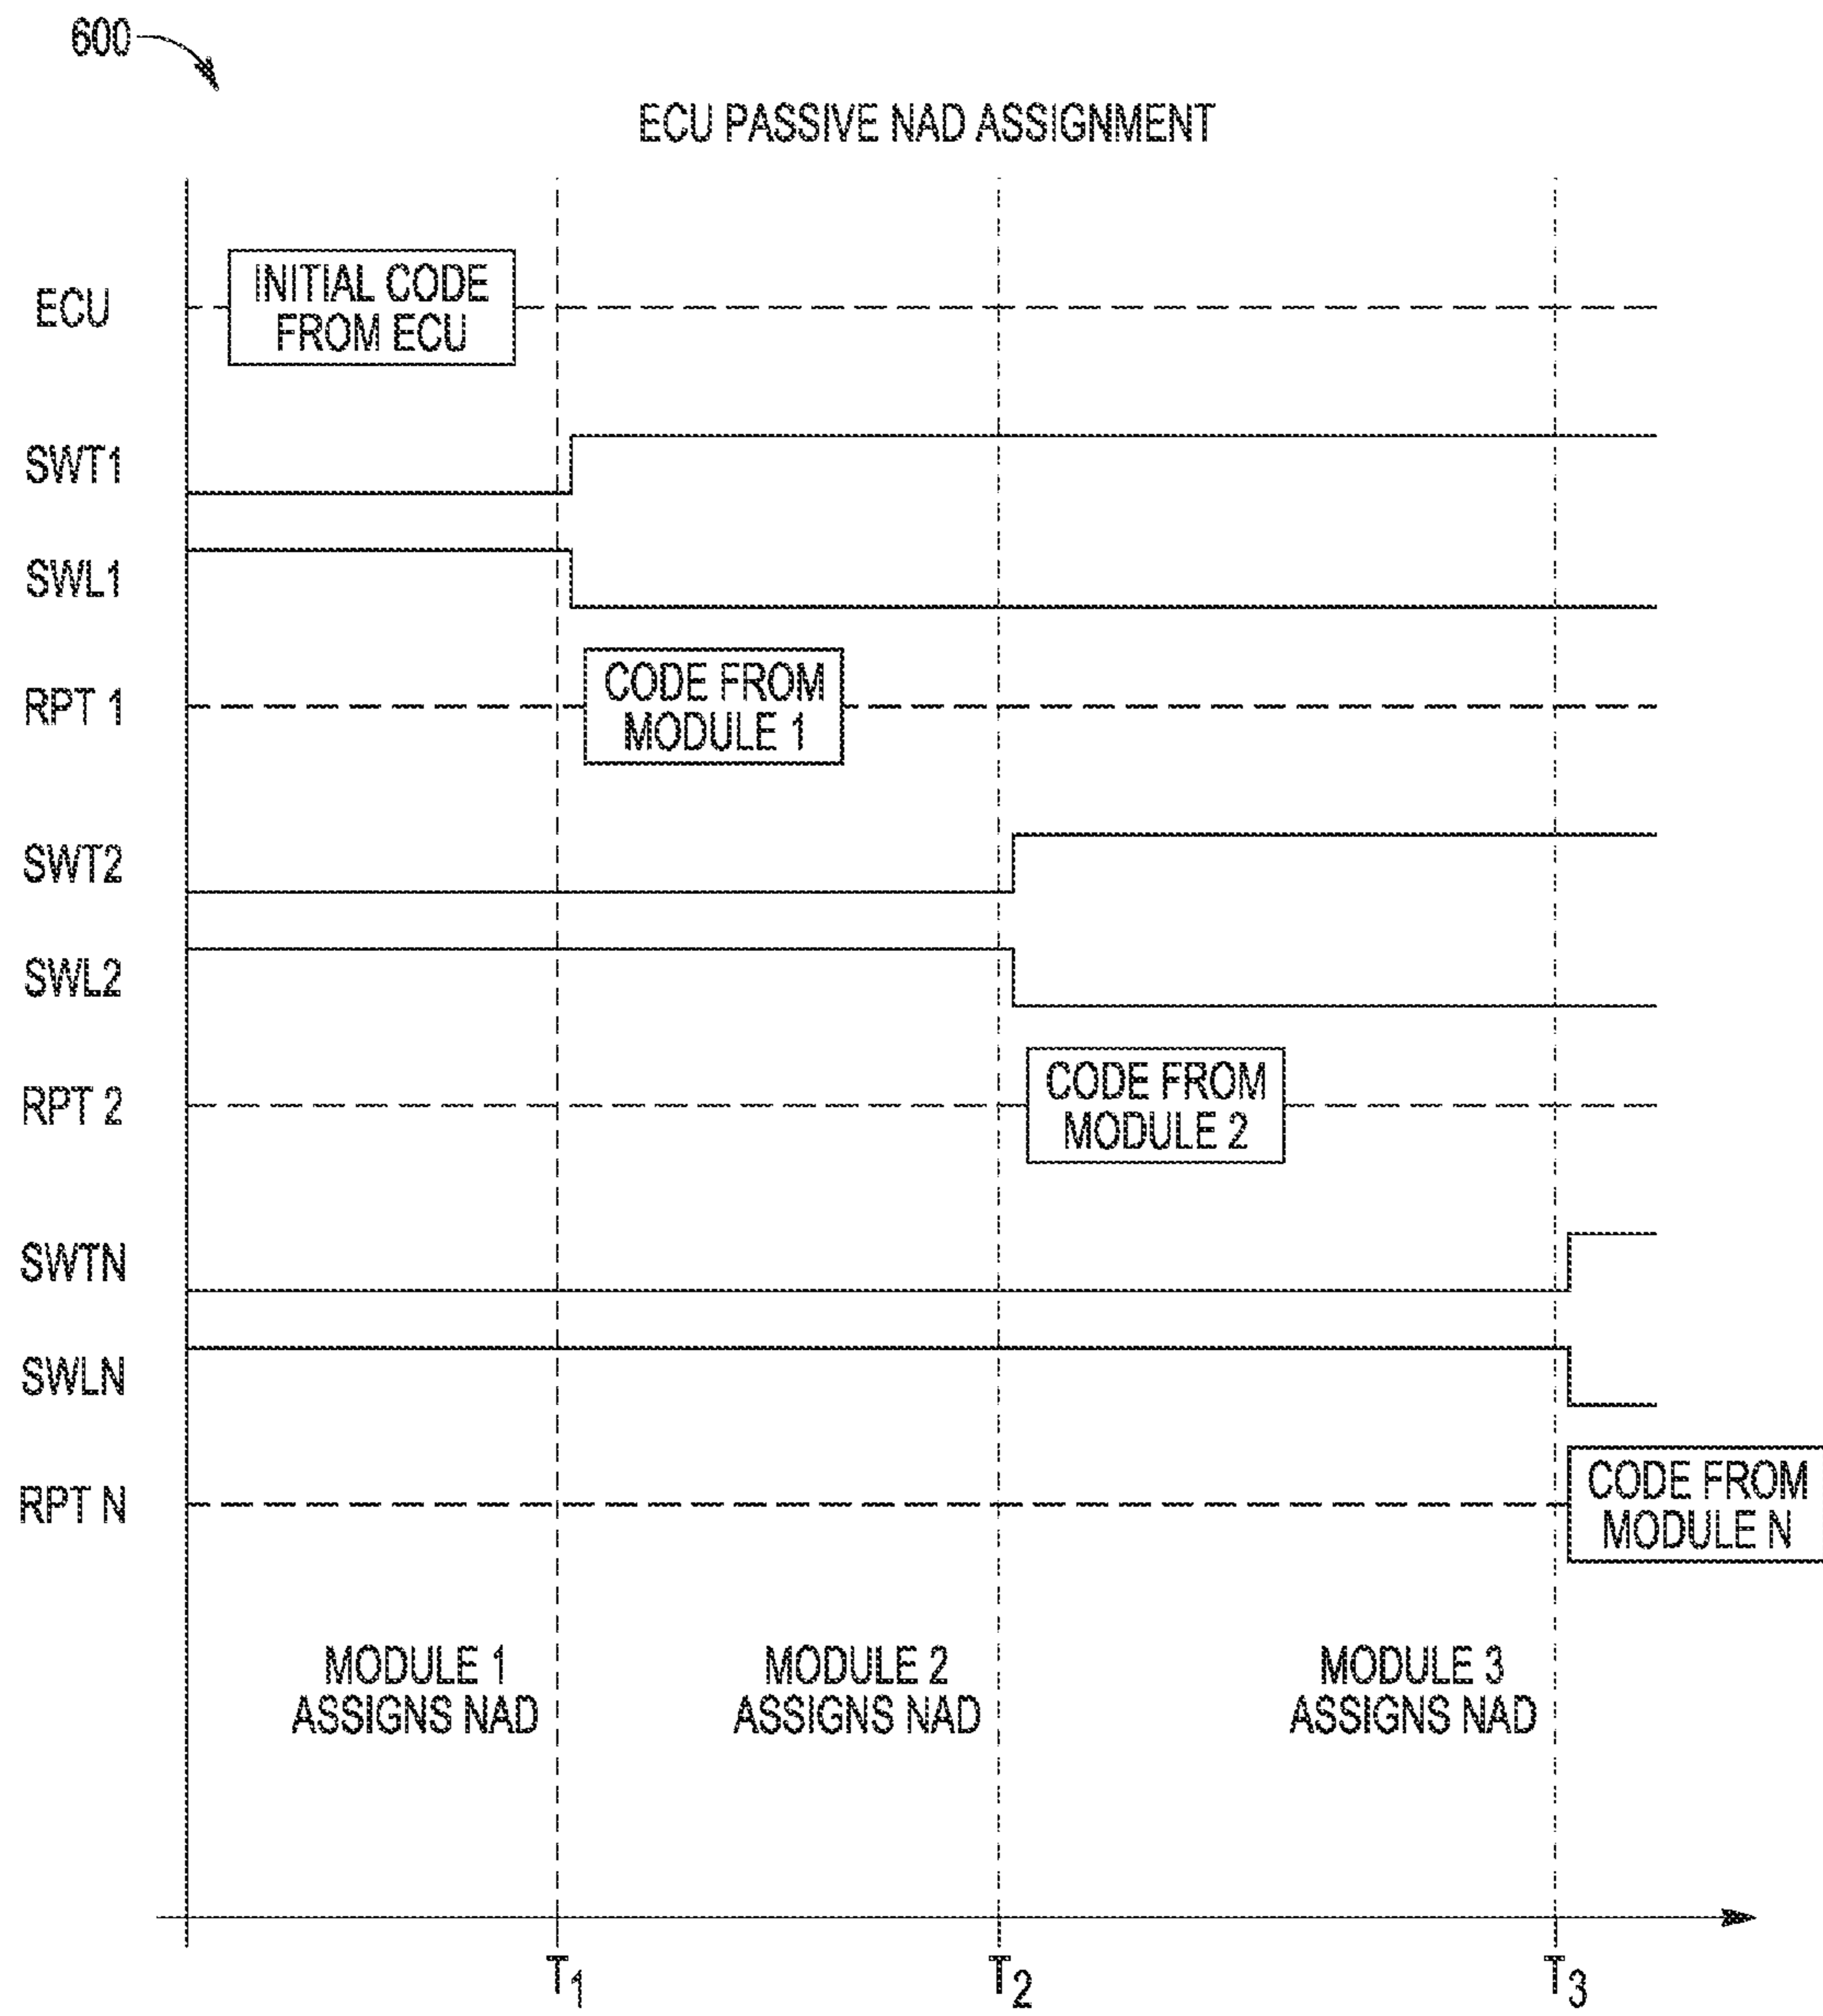 600
ECU PASSIVE NAD ASSIGNMENT
ECU
INITIAL CODE
FROM ECU
SWT1
SWL1
RPT 1
CODE FROM
MODULE 1
SWT2
SWL2
RPT 2
CODE FROM
MODULE 2
SWTN
SWLN
RPT N
CODE FROM
MODULE N
MODULE 1
ASSIGNS NAD
MODULE 2
ASSIGNS NAD
MODULE 3
ASSIGNS NAD
T1
T2
T3